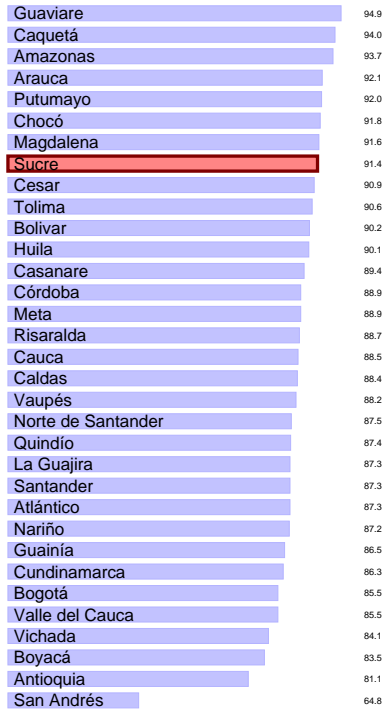 Guaviare 94.9
Caquetá 94.0
Amazonas 93.7
Arauca 92.1
Putumayo 92.0
Chocó 91.8
Magdalena 91.6
Sucre 91.4
Cesar 90.9
Tolima 90.6
Bolivar 90.2
Huila 90.1
Casanare 89.4
Córdoba 88.9
Meta 88.9
Risaralda 88.7
Cauca 88.5
Caldas 88.4
Vaupés 88.2
Norte de Santander 87.5
Quindío 87.4
La Guajira 87.3
Santander 87.3
Atlántico 87.3
Nariño 87.2
Guainía 86.5
Cundinamarca 86.3
Bogotá 85.5
Valle del Cauca 85.5
Vichada 84.1
Boyacá 83.5
Antioquia 81.1
San Andrés 64.8